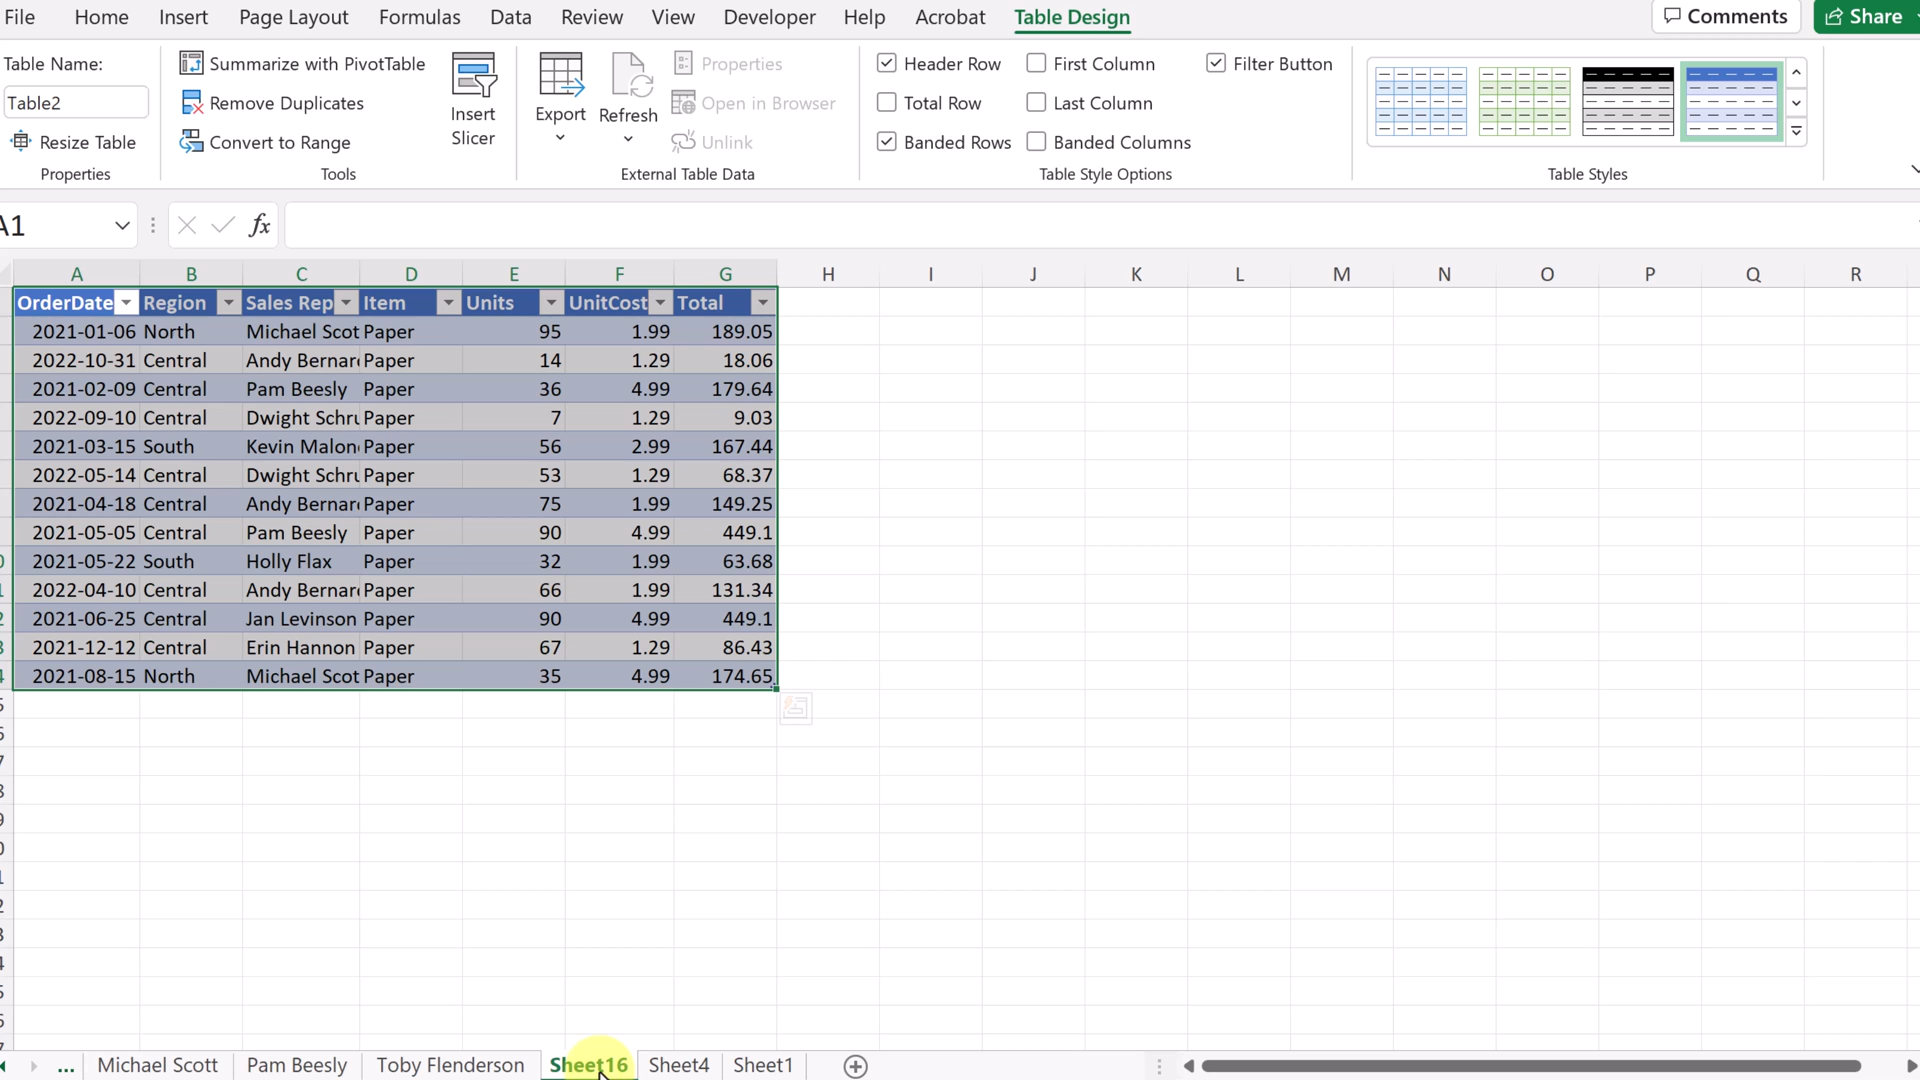 File Home Insert Page Layout Formulas Data Review View Developer Help Acrobat Table Design Comments Share
Table Name:
Table2
Resize Table
Properties
Summarize with PivotTable
Remove Duplicates
Convert to Range
Tools
Insert
Slicer
Export
Refresh
Properties
Open in Browser
Unlink
External Table Data
Header Row First Column Filter Button
Total Row Last Column
Banded Rows Banded Columns
Table Style Options
Table Styles
A1 fx
A B C D E F G H I J K L M N O P Q R
OrderDate Region Sales Rep Item Units UnitCost Total
2021-01-06 North Michael Scot Paper 95 1.99 189.05
2022-10-31 Central Andy Bernar Paper 14 1.29 18.06
2021-02-09 Central Pam Beesly Paper 36 4.99 179.64
2022-09-10 Central Dwight Schru Paper 7 1.29 9.03
2021-03-15 South Kevin Malon Paper 56 2.99 167.44
2022-05-14 Central Dwight Schru Paper 53 1.29 68.37
2021-04-18 Central Andy Bernar Paper 75 1.99 149.25
2021-05-05 Central Pam Beesly Paper 90 4.99 449.1
2021-05-22 South Holly Flax Paper 32 1.99 63.68
2022-04-10 Central Andy Bernar Paper 66 1.99 131.34
2021-06-25 Central Jan Levinson Paper 90 4.99 449.1
2021-12-12 Central Erin Hannon Paper 67 1.29 86.43
2021-08-15 North Michael Scot Paper 35 4.99 174.65
... Michael Scott Pam Beesly Toby Flenderson Sheet16 Sheet4 Sheet1